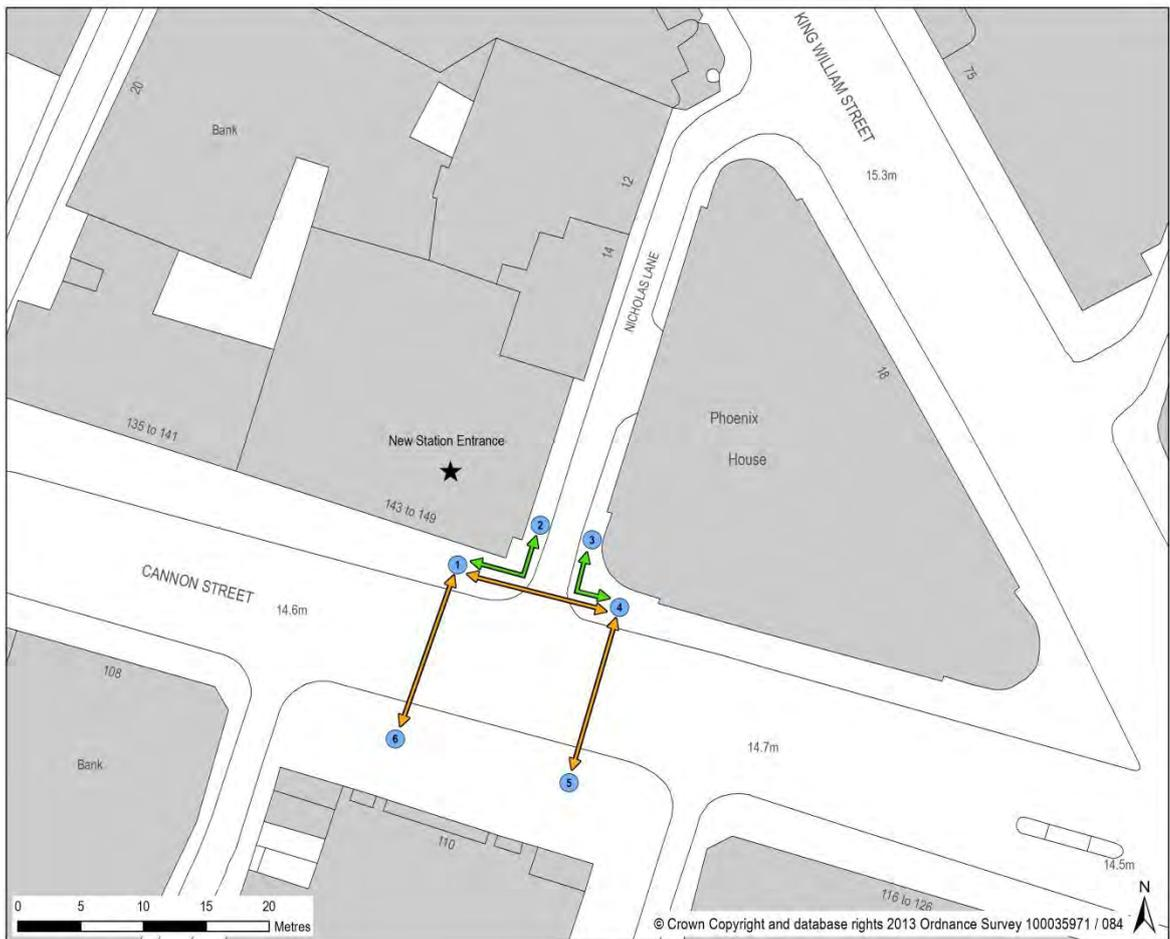 KING WILLIAM STREET
75
20
Bank
15.3m
12
14
NICHOLAS LANE
18
Phoenix
House
135 to 141
New Station Entrance
143 to 149
2
3
1
4
CANNON STREET
14.6m
108
6
5
14.7m
Bank
110
14.5m
116 to 126
0 5 10 15 20
Metres
N
© Crown Copyright and database rights 2013 Ordnance Survey 100035971 / 084